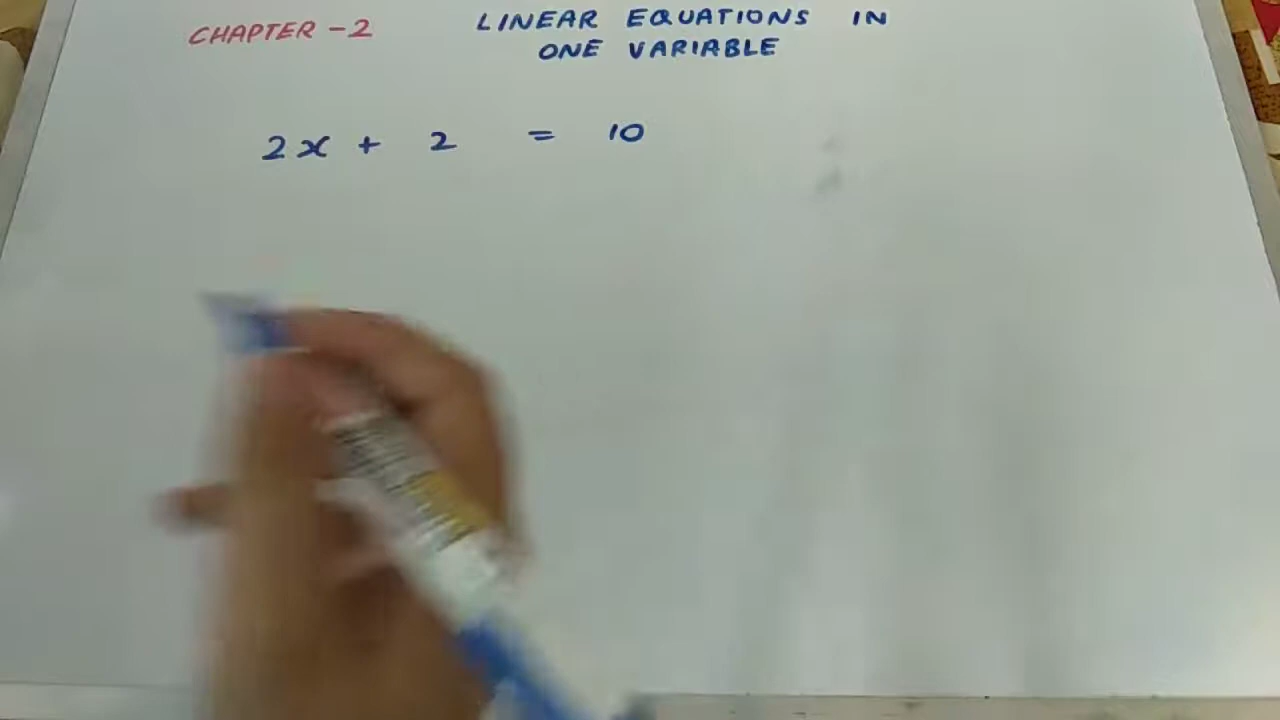 CHAPTER - 2
LINEAR EQUATIONS IN
ONE VARIABLE
2x + 2 = 10